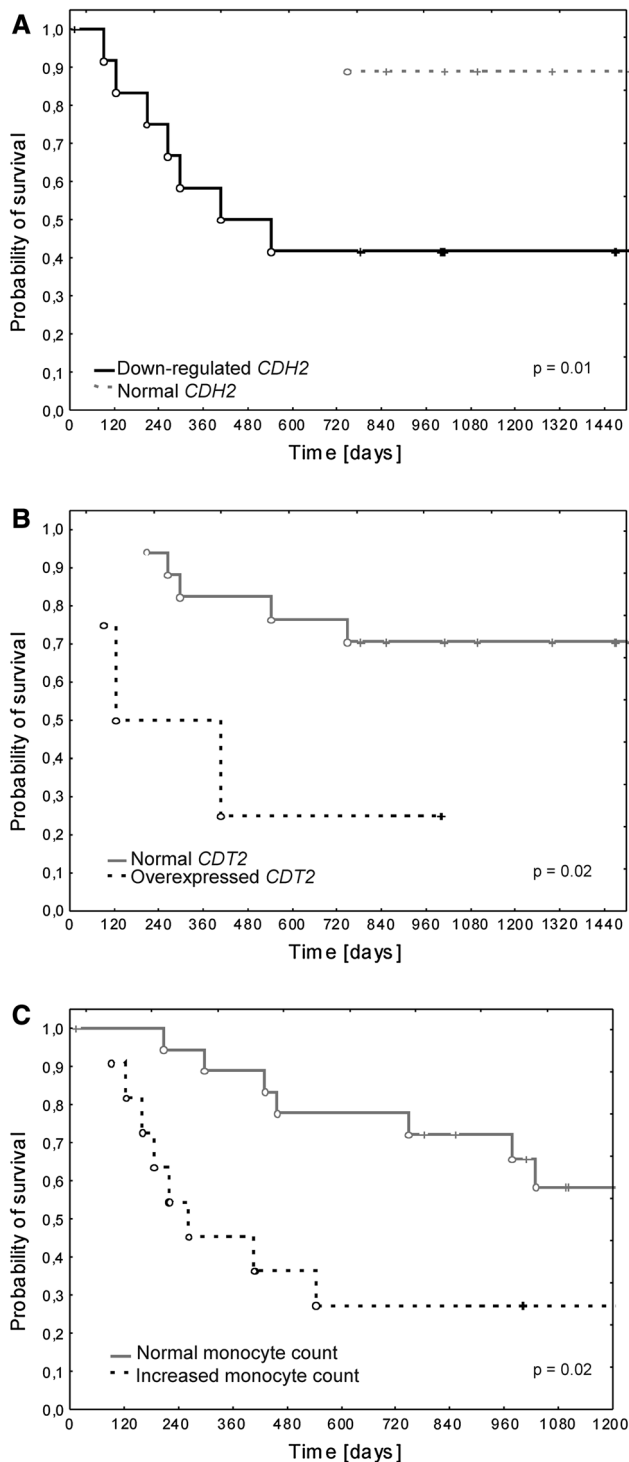 A
Probability of survival
1,0
0,9
0,8
0,7
0,6
0,5
0,4
0,3
0,2
0,1
0,0
Down-regulated CDH2
Normal CDH2
p = 0.01
0 120 240 360 480 600 720 840 960 1080 1200 1440
Time [days]
B
Probability of survival
1,0
0,9
0,8
0,7
0,6
0,5
0,4
0,3
0,2
0,1
0,0
Normal CDT2
Overexpressed CDT2
p = 0.02
0 120 240 360 480 600 720 840 960 1080 1200 1440
Time [days]
C
Probability of survival
1,0
0,9
0,8
0,7
0,6
0,5
0,4
0,3
0,2
0,1
0,0
Normal monocyte count
Increased monocyte count
p = 0.02
0 120 240 360 480 600 720 840 960 1080 1200
Time [days]